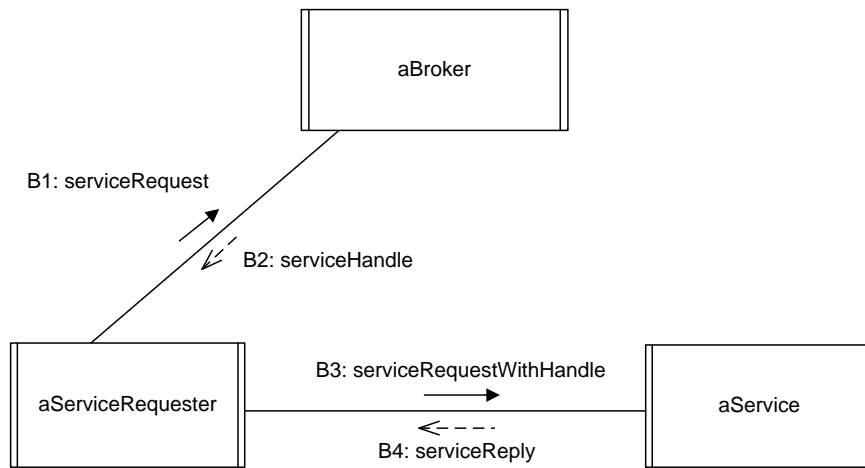 aBroker
B1: serviceRequest
B2: serviceHandle
B3: serviceRequestWithHandle
aServiceRequester
aService
B4: serviceReply